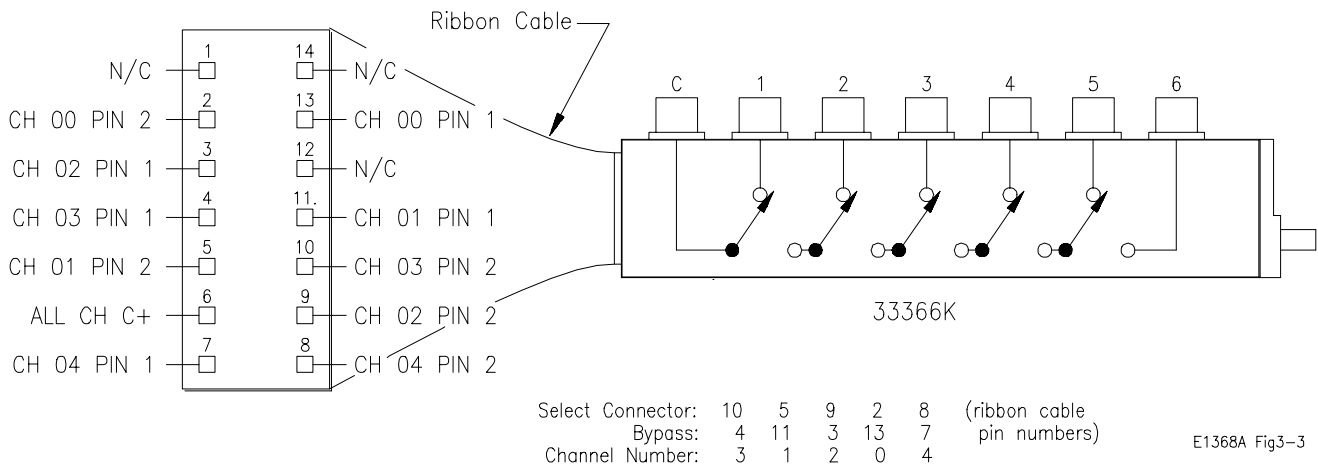 Ribbon Cable
1 14
N/C N/C
2 13
CH 00 PIN 2 CH 00 PIN 1
3 12
CH 02 PIN 1 N/C
4 11.
CH 03 PIN 1 CH 01 PIN 1
5 10
CH 01 PIN 2 CH 03 PIN 2
6 9
ALL CH C+ CH 02 PIN 2
7 8
CH 04 PIN 1 CH 04 PIN 2
C 1 2 3 4 5 6
33366K
Select Connector: 10 5 9 2 8 (ribbon cable
Bypass: 4 11 3 13 7 pin numbers)
Channel Number: 3 1 2 0 4
E1368A Fig3-3